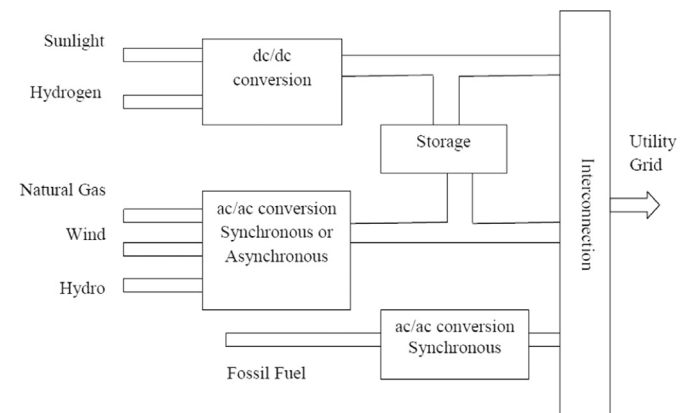 Sunlight
Hydrogen
dc/dc
conversion
Storage
Utility
Grid
Interconnection
Natural Gas
Wind
Hydro
ac/ac conversion
Synchronous or
Asynchronous
ac/ac conversion
Synchronous
Fossil Fuel